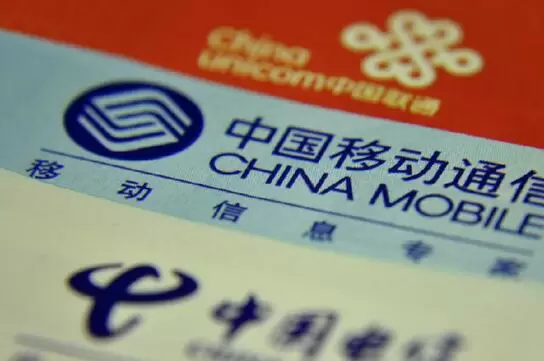 China
unicom中国联通
中国移动通信
CHINA MOBILE
移动信息专家
中国电信